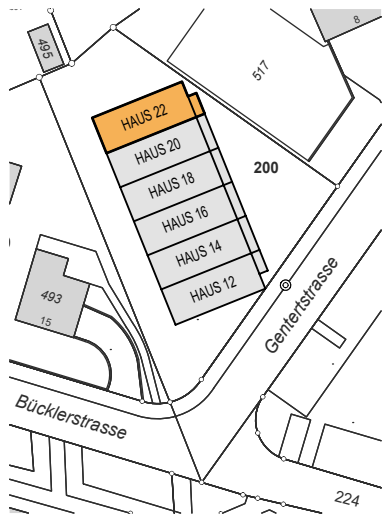 8
495
517
HAUS 22
HAUS 20
200
HAUS 18
HAUS 16
HAUS 14
HAUS 12
493
15
Gentertstrasse
Bücklerstrasse
224